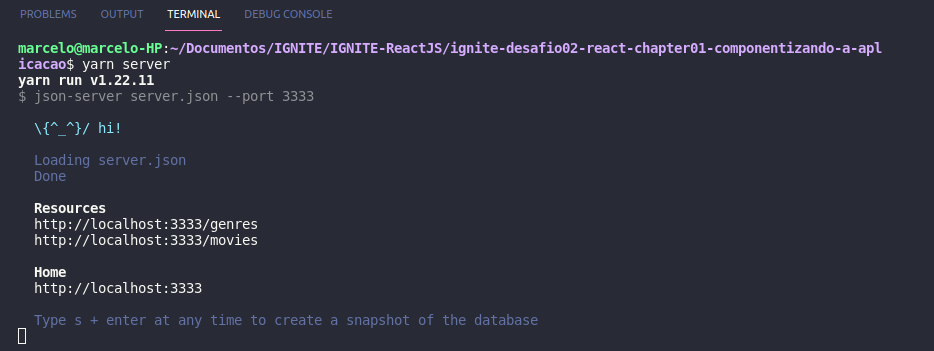 PROBLEMS OUTPUT TERMINAL DEBUG CONSOLE
marcelo@marcelo-HP:~/Documentos/IGNITE/IGNITE-ReactJS/ignite-desafio02-react-chapter01-componentizando-a-apl
icacao$ yarn server
yarn run v1.22.11
$ json-server server.json --port 3333
\{^_^}/ hi!
Loading server.json
Done
Resources
http://localhost:3333/genres
http://localhost:3333/movies
Home
http://localhost:3333
Type s + enter at any time to create a snapshot of the database